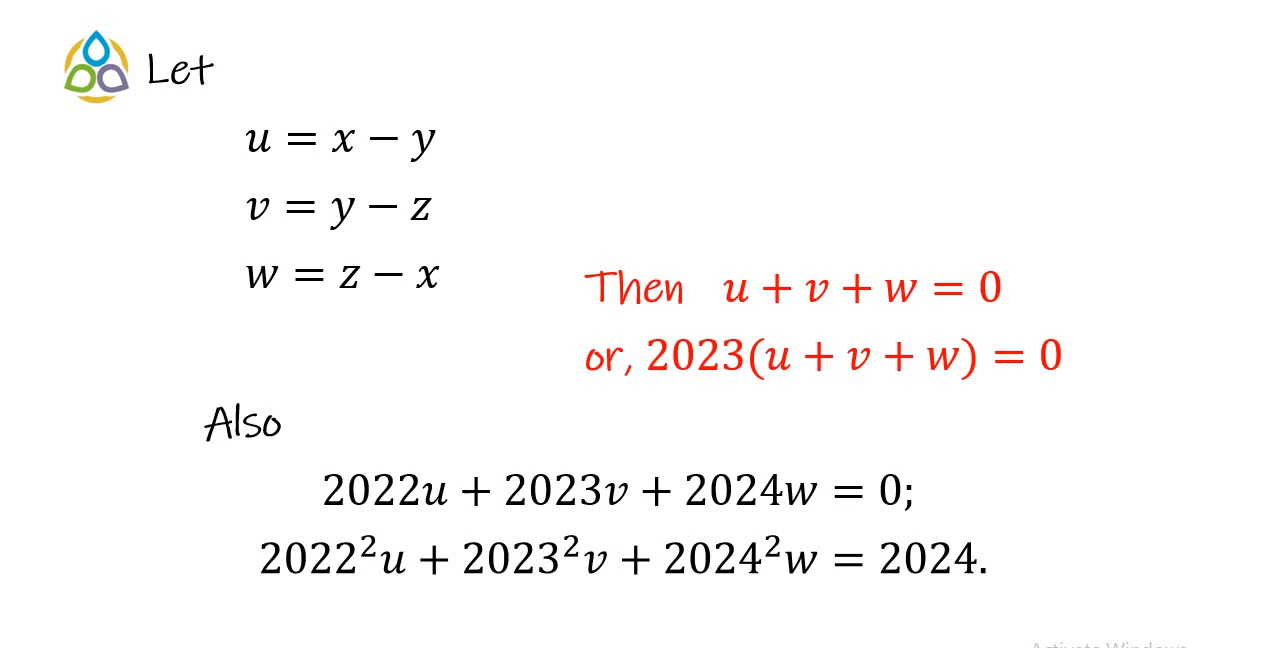 Let
u = x − y
v = y − z
w = z − x
Then u + v + w = 0
or, 2023(u + v + w) = 0
Also
2022u + 2023v + 2024w = 0;
2022²u + 2023²v + 2024²w = 2024.